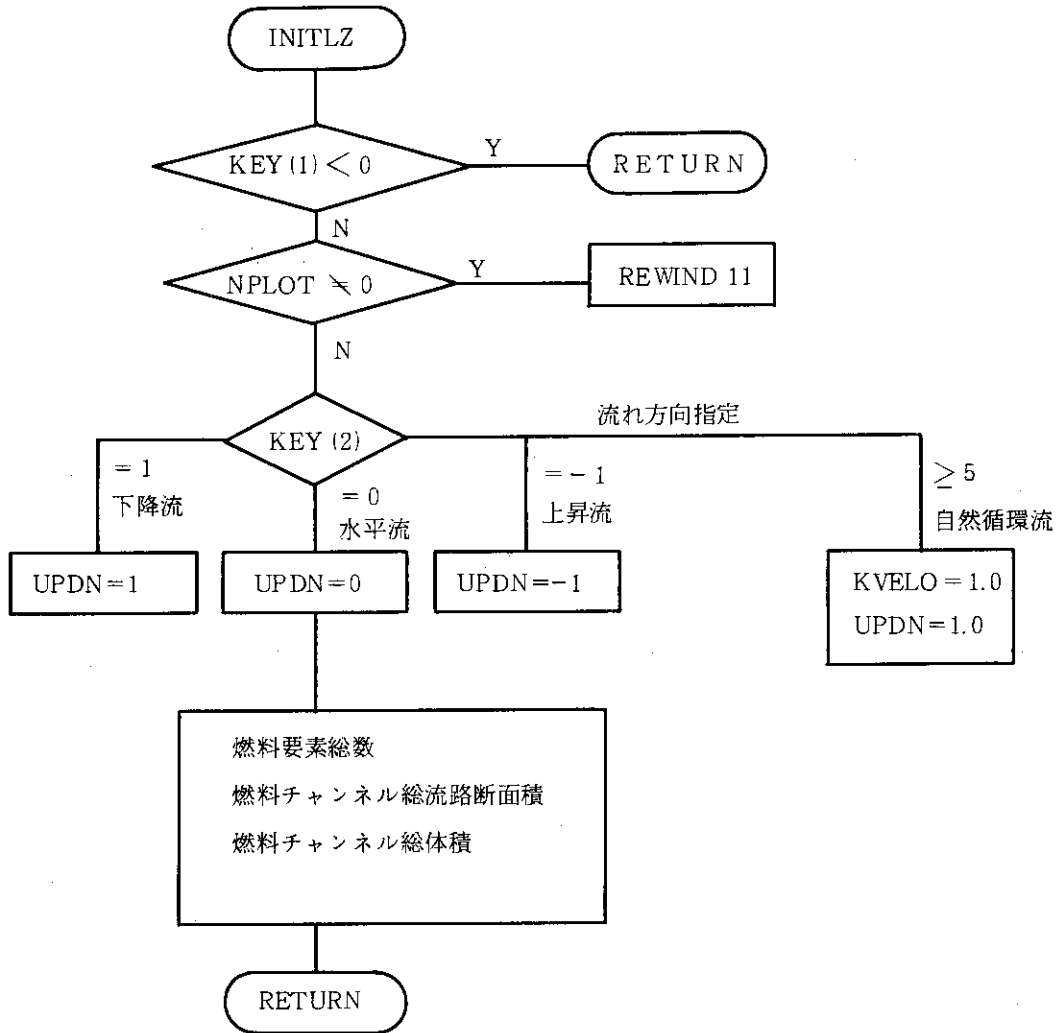 INITLZ
KEY (1) < 0
Y
RETURN
N
NPLOT ≠ 0
Y
REWIND 11
N
KEY (2)
流れ方向指定
= 1
下降流
= 0
水平流
= - 1
上昇流
≥ 5
自然循環流
UPDN = 1
UPDN = 0
UPDN = -1
KVELO = 1.0
UPDN = 1.0
燃料要素総数
燃料チャンネル総流路断面積
燃料チャンネル総体積
RETURN